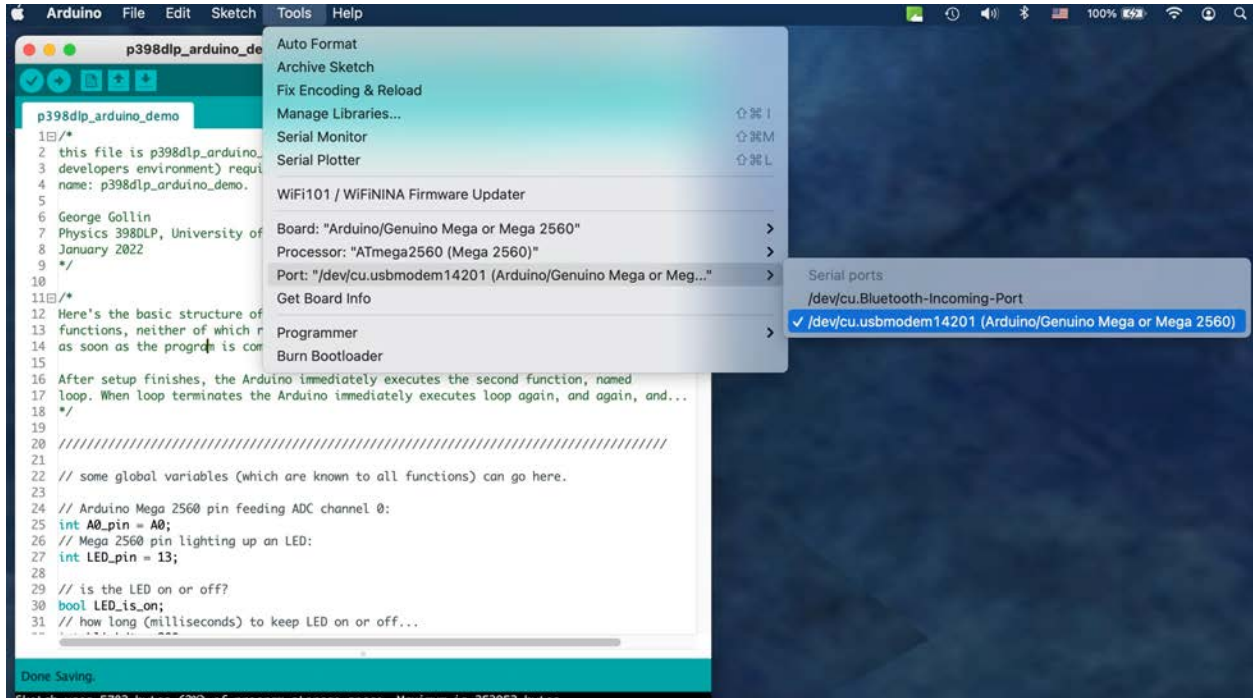 Arduino File Edit Sketch Tools Help 100%
p398dlp_arduino_de
p398dlp_arduino_demo
Auto Format
Archive Sketch
Fix Encoding & Reload
Manage Libraries... ⇧⌘I
Serial Monitor ⇧⌘M
Serial Plotter ⇧⌘L
WiFi101 / WiFiNINA Firmware Updater
Board: "Arduino/Genuino Mega or Mega 2560"
Processor: "ATmega2560 (Mega 2560)"
Port: "/dev/cu.usbmodem14201 (Arduino/Genuino Mega or Meg..."
Get Board Info
Programmer
Burn Bootloader
Serial ports
/dev/cu.Bluetooth-Incoming-Port
✓ /dev/cu.usbmodem14201 (Arduino/Genuino Mega or Mega 2560)
1 /*
2 this file is p398dlp_arduino_
3 developers environment) requi
4 name: p398dlp_arduino_demo.
5
6 George Gollin
7 Physics 398DLP, University of
8 January 2022
9 */
10
11 /*
12 Here's the basic structure of
13 functions, neither of which r
14 as soon as the program is com
15
16 After setup finishes, the Arduino immediately executes the second function, named
17 loop. When loop terminates the Arduino immediately executes loop again, and again, and...
18 */
19
20 //////////////////////////////////////////////////////////////////////////////////////
21
22 // some global variables (which are known to all functions) can go here.
23
24 // Arduino Mega 2560 pin feeding ADC channel 0:
25 int A0_pin = A0;
26 // Mega 2560 pin lighting up an LED:
27 int LED_pin = 13;
28
29 // is the LED on or off?
30 bool LED_is_on;
31 // how long (milliseconds) to keep LED on or off...
Done Saving.